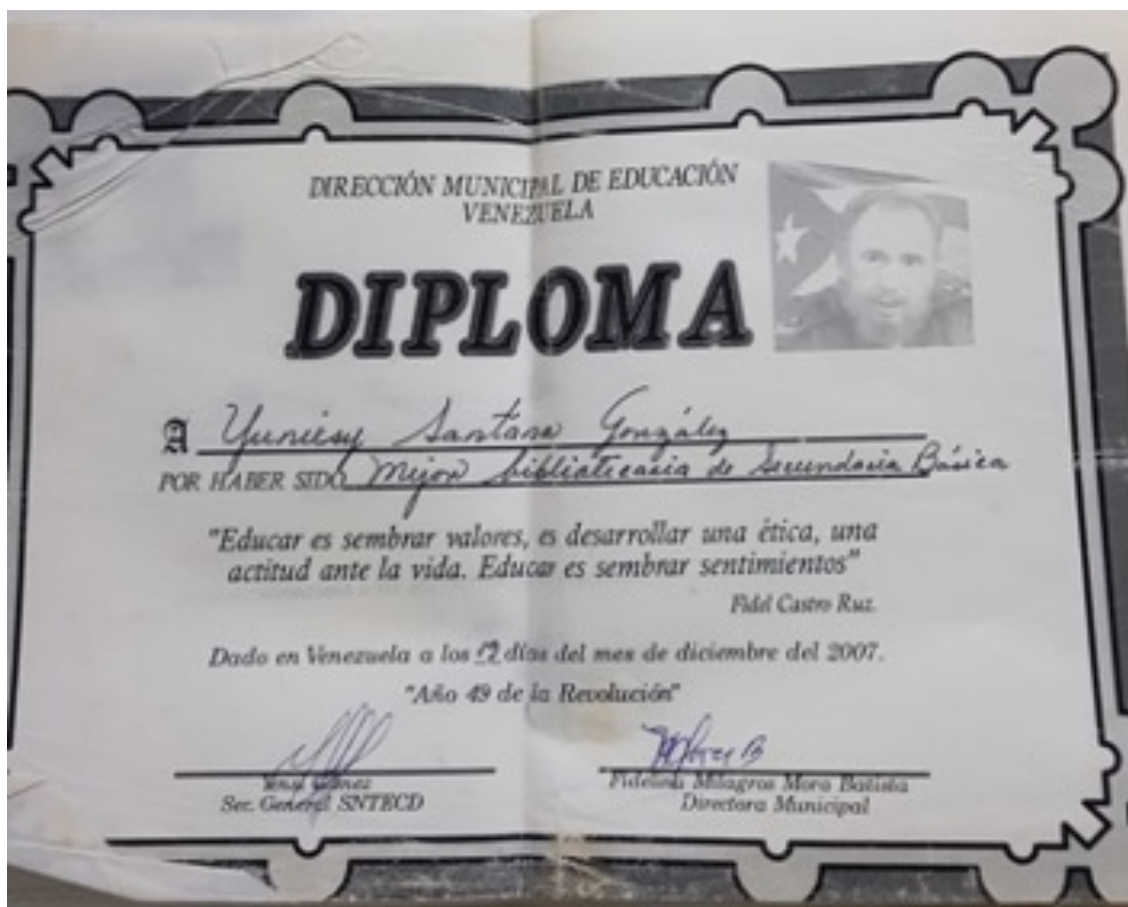 DIRECCIÓN MUNICIPAL DE EDUCACIÓN
VENEZUELA
DIPLOMA
A Yuniesy Santana González
POR HABER SIDO Mejor bibliotecaria de Secundaria Básica
"Educar es sembrar valores, es desarrollar una ética, una
actitud ante la vida. Educar es sembrar sentimientos"
Fidel Castro Ruz.
Dado en Venezuela a los días del mes de diciembre del 2007.
"Año 49 de la Revolución"
Fidelina Milagros Mora Batista
Sec. General SNTECD
Directora Municipal